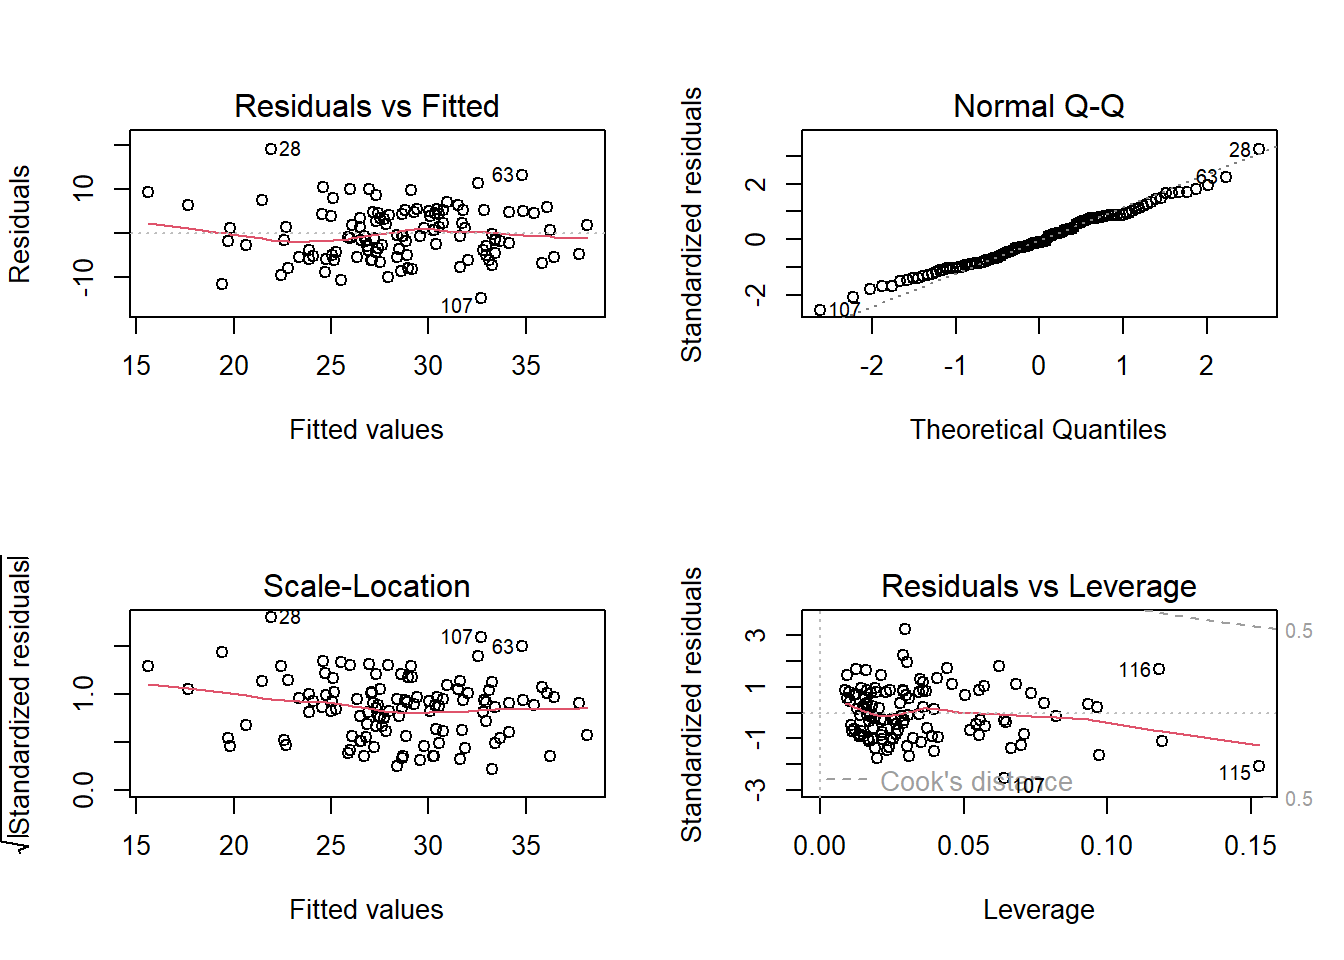 Residuals vs Fitted
Residuals
10
-10
28
63
107
15 20 25 30 35
Fitted values
Normal Q-Q
Standardized residuals
2
0
-2
28
63
107
-2 -1 0 1 2
Theoretical Quantiles
Scale-Location
√|Standardized residuals|
1.0
0.0
28
107
63
15 20 25 30 35
Fitted values
Residuals vs Leverage
Standardized residuals
3
1
-1
-3
0.5
116
115
Cook's distance
107
0.5
0.00 0.05 0.10 0.15
Leverage